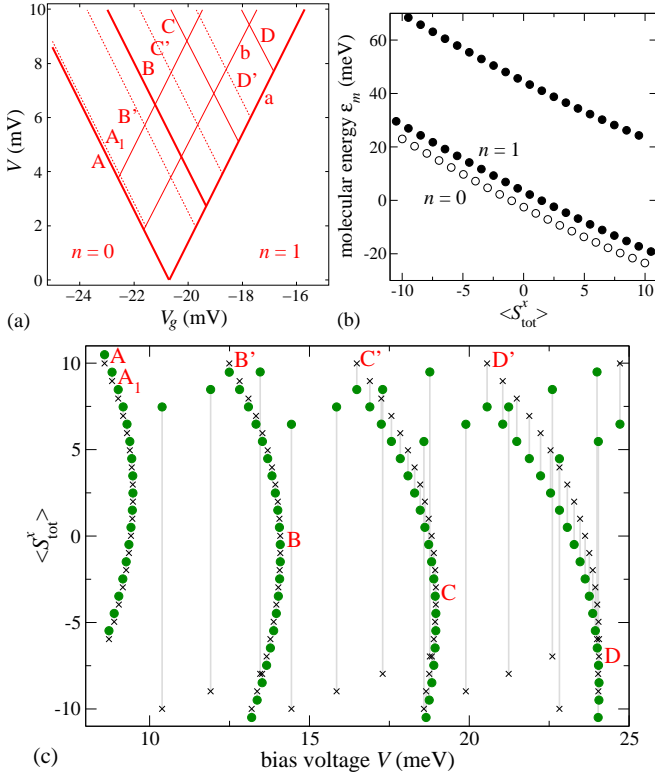 10
8
6
4
2
0
V (mV)
A
A₁
B'
B
C'
C
D'
D
b
a
n = 0
n = 1
−24
−22
−20
−18
−16
V_g (mV)
(a)
60
40
20
0
−20
molecular energy ε_m (meV)
n = 1
n = 0
-10
-5
0
5
10
<S^x_tot>
(b)
10
5
0
-5
-10
<S^x_tot>
A
A₁
B'
B
C'
C
D'
D
10
15
20
25
bias voltage V (meV)
(c)